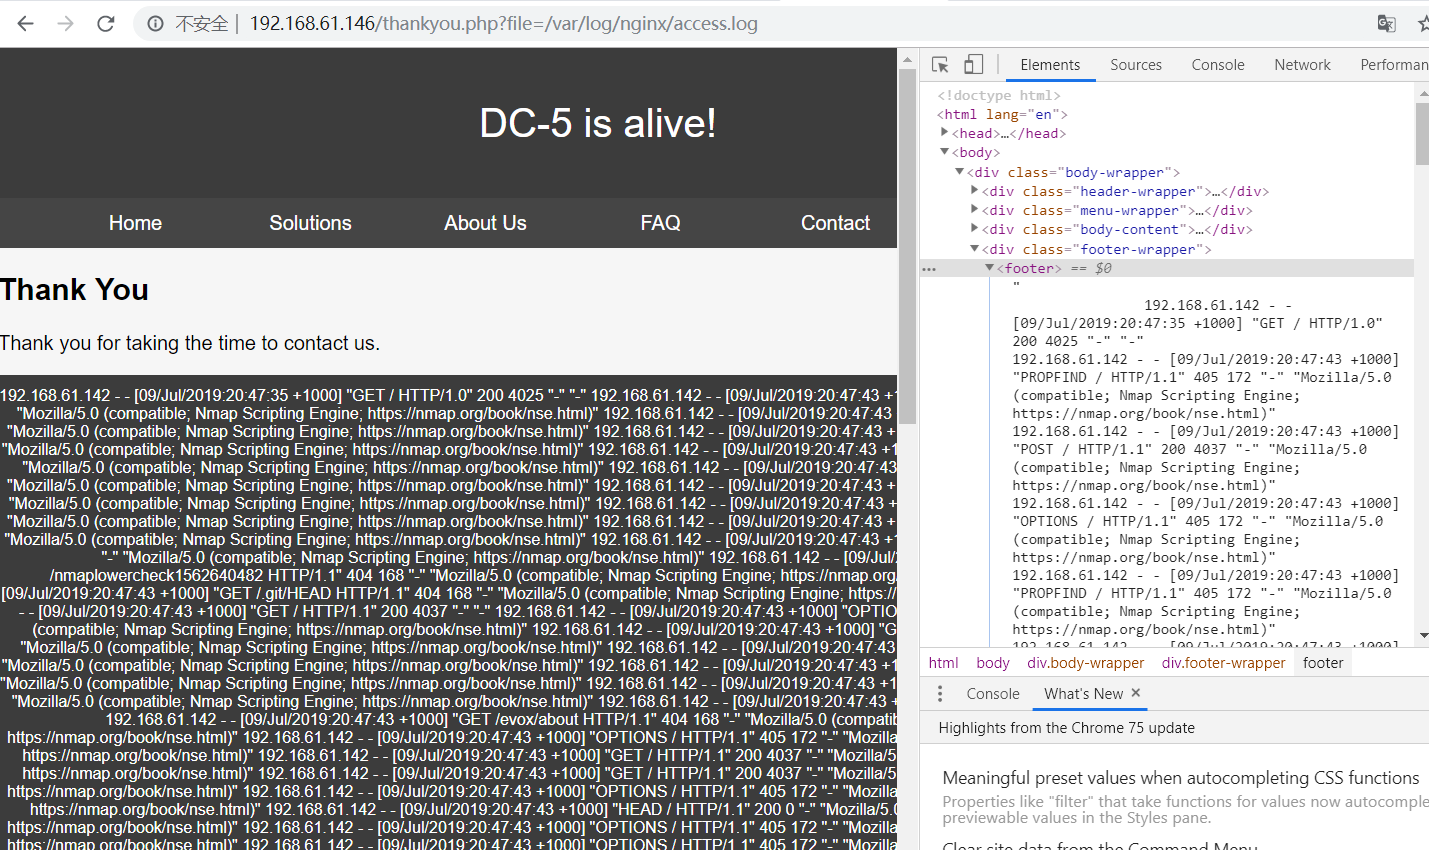 不安全 | 192.168.61.146/thankyou.php?file=/var/log/nginx/access.log
DC-5 is alive!
Home Solutions About Us FAQ Contact
Thank You
Thank you for taking the time to contact us.
192.168.61.142 - - [09/Jul/2019:20:47:35 +1000] "GET / HTTP/1.0" 200 4025 "-" "-" 192.168.61.142 - - [09/Jul/2019:20:47:43 +
"Mozilla/5.0 (compatible; Nmap Scripting Engine; https://nmap.org/book/nse.html)" 192.168.61.142 - - [09/Jul/2019:20:47:43
"Mozilla/5.0 (compatible; Nmap Scripting Engine; https://nmap.org/book/nse.html)" 192.168.61.142 - - [09/Jul/2019:20:47:43 +
"Mozilla/5.0 (compatible; Nmap Scripting Engine; https://nmap.org/book/nse.html)" 192.168.61.142 - - [09/Jul/2019:20:47:43 +1
"Mozilla/5.0 (compatible; Nmap Scripting Engine; https://nmap.org/book/nse.html)" 192.168.61.142 - - [09/Jul/2019:20:47:43
"Mozilla/5.0 (compatible; Nmap Scripting Engine; https://nmap.org/book/nse.html)" 192.168.61.142 - - [09/Jul/2019:20:47:43 +
"Mozilla/5.0 (compatible; Nmap Scripting Engine; https://nmap.org/book/nse.html)" 192.168.61.142 - - [09/Jul/2019:20:47:43 +1
"Mozilla/5.0 (compatible; Nmap Scripting Engine; https://nmap.org/book/nse.html)" 192.168.61.142 - - [09/Jul/2019:20:47:43 +
"Mozilla/5.0 (compatible; Nmap Scripting Engine; https://nmap.org/book/nse.html)" 192.168.61.142 - - [09/Jul/2019:20:47:43 +1
"-" "Mozilla/5.0 (compatible; Nmap Scripting Engine; https://nmap.org/book/nse.html)" 192.168.61.142 - - [09/Jul/
/nmaplowercheck1562640482 HTTP/1.1" 404 168 "-" "Mozilla/5.0 (compatible; Nmap Scripting Engine; https://nmap.org/
[09/Jul/2019:20:47:43 +1000] "GET /.git/HEAD HTTP/1.1" 404 168 "-" "Mozilla/5.0 (compatible; Nmap Scripting Engine; https://
- - [09/Jul/2019:20:47:43 +1000] "GET / HTTP/1.1" 200 4037 "-" "-" 192.168.61.142 - - [09/Jul/2019:20:47:43 +1000] "OPTIO
(compatible; Nmap Scripting Engine; https://nmap.org/book/nse.html)" 192.168.61.142 - - [09/Jul/2019:20:47:43 +1000] "G
"Mozilla/5.0 (compatible; Nmap Scripting Engine; https://nmap.org/book/nse.html)" 192.168.61.142 - - [09/Jul/2019:20:47:43
"Mozilla/5.0 (compatible; Nmap Scripting Engine; https://nmap.org/book/nse.html)" 192.168.61.142 - - [09/Jul/2019:20:47:43 +1
"Mozilla/5.0 (compatible; Nmap Scripting Engine; https://nmap.org/book/nse.html)" 192.168.61.142 - - [09/Jul/2019:20:47:43 +1
"Mozilla/5.0 (compatible; Nmap Scripting Engine; https://nmap.org/book/nse.html)" 192.168.61.142 - - [09/Jul/2019:20:47:43
192.168.61.142 - - [09/Jul/2019:20:47:43 +1000] "GET /evox/about HTTP/1.1" 404 168 "-" "Mozilla/5.0 (compatib
https://nmap.org/book/nse.html)" 192.168.61.142 - - [09/Jul/2019:20:47:43 +1000] "OPTIONS / HTTP/1.1" 405 172 "-" "Mozilla
https://nmap.org/book/nse.html)" 192.168.61.142 - - [09/Jul/2019:20:47:43 +1000] "GET / HTTP/1.1" 200 4037 "-" "Mozilla/5
https://nmap.org/book/nse.html)" 192.168.61.142 - - [09/Jul/2019:20:47:43 +1000] "GET / HTTP/1.1" 200 4037 "-" "Mozilla/5
https://nmap.org/book/nse.html)" 192.168.61.142 - - [09/Jul/2019:20:47:43 +1000] "OPTIONS / HTTP/1.1" 405 172 "-" "Mozilla
https://nmap.org/book/nse.html)" 192.168.61.142 - - [09/Jul/2019:20:47:43 +1000] "HEAD / HTTP/1.1" 200 0 "-" "Mozilla/5.0
https://nmap.org/book/nse.html)" 192.168.61.142 - - [09/Jul/2019:20:47:43 +1000] "OPTIONS / HTTP/1.1" 405 172 "-" "Mozilla
https://nmap.org/book/nse.html)" 192.168.61.142 - - [09/Jul/2019:20:47:43 +1000] "OPTIONS / HTTP/1.1" 405 172 "-" "Mozilla
Elements Sources Console Network Performan
<!doctype html>
<html lang="en">
<head>…</head>
<body>
<div class="body-wrapper">
<div class="header-wrapper">…</div>
<div class="menu-wrapper">…</div>
<div class="body-content">…</div>
<div class="footer-wrapper">
<footer> == $0
"
192.168.61.142 - -
[09/Jul/2019:20:47:35 +1000] "GET / HTTP/1.0"
200 4025 "-" "-"
192.168.61.142 - - [09/Jul/2019:20:47:43 +1000]
"PROPFIND / HTTP/1.1" 405 172 "-" "Mozilla/5.0
(compatible; Nmap Scripting Engine;
https://nmap.org/book/nse.html)"
192.168.61.142 - - [09/Jul/2019:20:47:43 +1000]
"POST / HTTP/1.1" 200 4037 "-" "Mozilla/5.0
(compatible; Nmap Scripting Engine;
https://nmap.org/book/nse.html)"
192.168.61.142 - - [09/Jul/2019:20:47:43 +1000]
"OPTIONS / HTTP/1.1" 405 172 "-" "Mozilla/5.0
(compatible; Nmap Scripting Engine;
https://nmap.org/book/nse.html)"
192.168.61.142 - - [09/Jul/2019:20:47:43 +1000]
"PROPFIND / HTTP/1.1" 405 172 "-" "Mozilla/5.0
(compatible; Nmap Scripting Engine;
https://nmap.org/book/nse.html)"
192.168.61.142 - - [09/Jul/2019:20:47:43 +1000]
html body div.body-wrapper div.footer-wrapper footer
Console What's New ×
Highlights from the Chrome 75 update
Meaningful preset values when autocompleting CSS functions
Properties like "filter" that take functions for values now autocomple
previewable values in the Styles pane.
Clear site data from the Command Menu